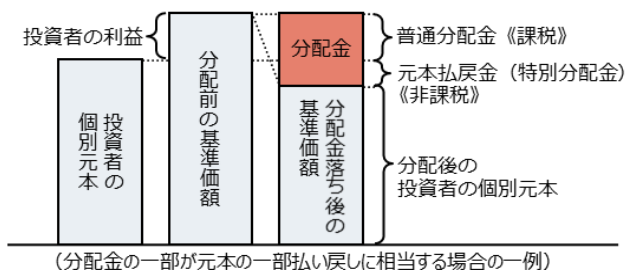 投資者の利益
投資者の
個別元本
分配前の基準価額
分配金
分配金落ち後の
基準価額
普通分配金《課税》
元本払戻金（特別分配金）
《非課税》
分配後の
投資者の個別元本
（分配金の一部が元本の一部払い戻しに相当する場合の一例）